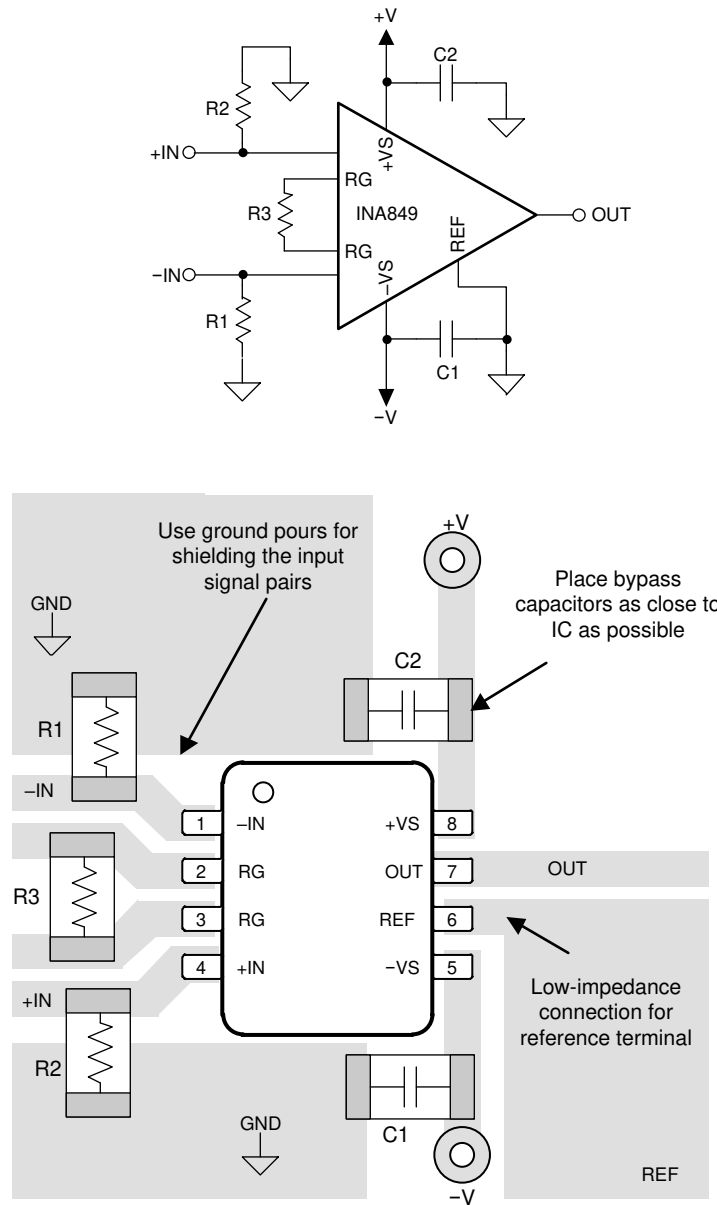 +V
C2
R2
+IN
+VS
RG
R3
INA849
OUT
RG
REF
−IN
−VS
R1
C1
−V
+V
Use ground pours for
shielding the input
signal pairs
Place bypass
capacitors as close to
IC as possible
GND
C2
R1
−IN
1
−IN
+VS
8
2
RG
OUT
7
OUT
R3
3
RG
REF
6
4
+IN
−VS
5
+IN
Low-impedance
connection for
reference terminal
R2
GND
C1
REF
−V